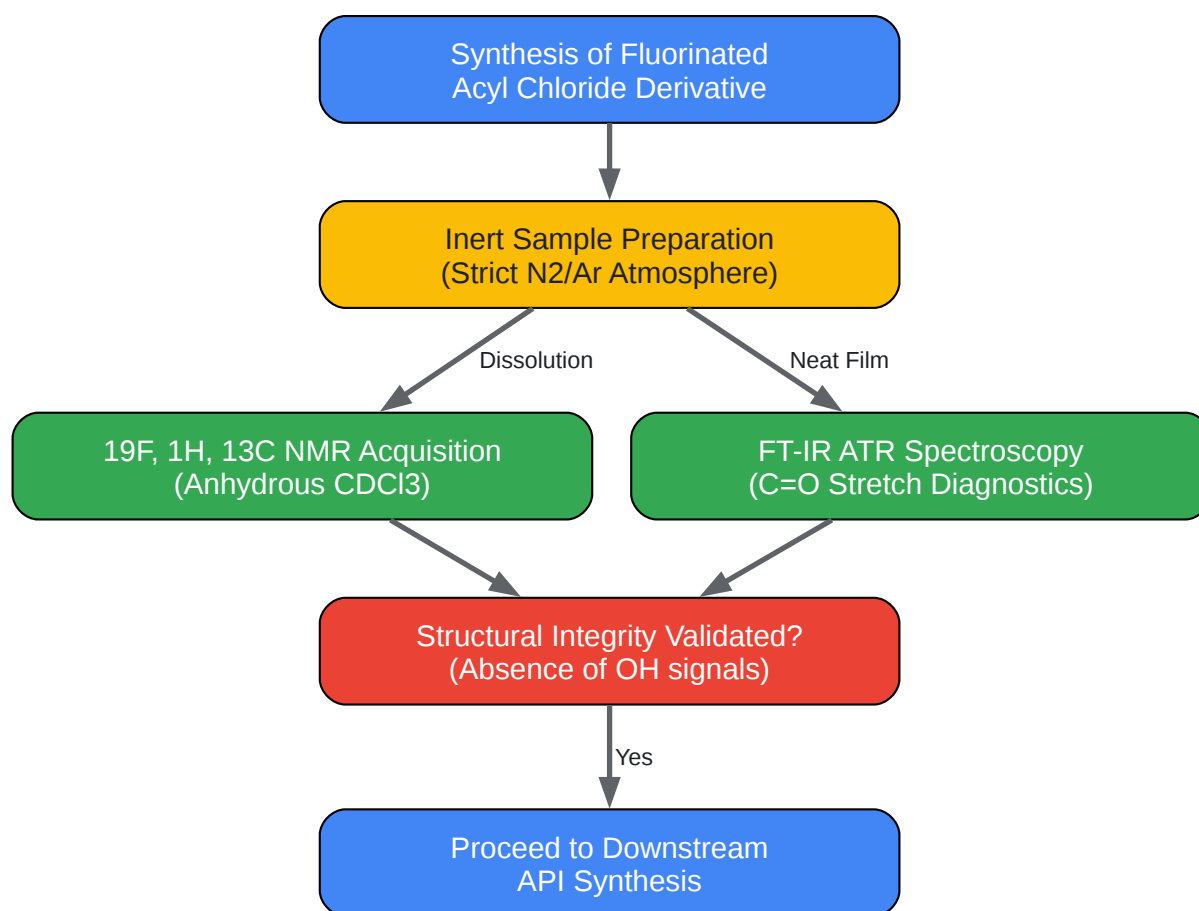 Synthesis of Fluorinated
Acyl Chloride Derivative
Inert Sample Preparation
(Strict N2/Ar Atmosphere)
Dissolution
Neat Film
19F, 1H, 13C NMR Acquisition
(Anhydrous CDCl3)
FT-IR ATR Spectroscopy
(C=O Stretch Diagnostics)
Structural Integrity Validated?
(Absence of OH signals)
Yes
Proceed to Downstream
API Synthesis